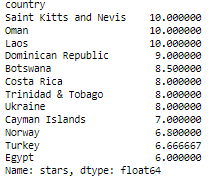 country
Saint Kitts and Nevis    10.000000
Oman                     10.000000
Laos                     10.000000
Dominican Republic        9.000000
Botswana                  8.500000
Costa Rica                8.000000
Trinidad & Tobago         8.000000
Ukraine                   8.000000
Cayman Islands            7.000000
Norway                    6.800000
Turkey                    6.666667
Egypt                     6.000000
Name: stars, dtype: float64